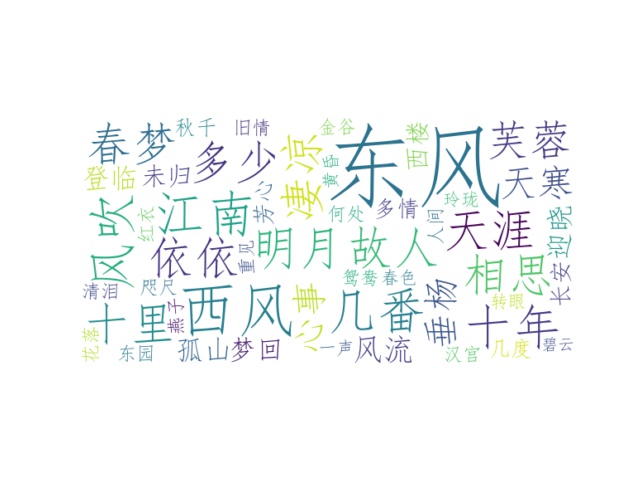 春梦
秋千
旧情
金谷
西楼
芙蓉
东风
凄凉
多少
黄昏
登临
未归
天寒
心
芳心
玲珑
多情
何处
人间
风吹
红衣
江南
天涯
迎晓
依依
重见
明月
故人
相思
长安
鸳鸯
春色
清泪
咫尺
燕子
十里
西风
心事
几番
垂杨
转眼
十年
花落
东园
孤山
梦回
一声
风流
汉宫
几度
碧云